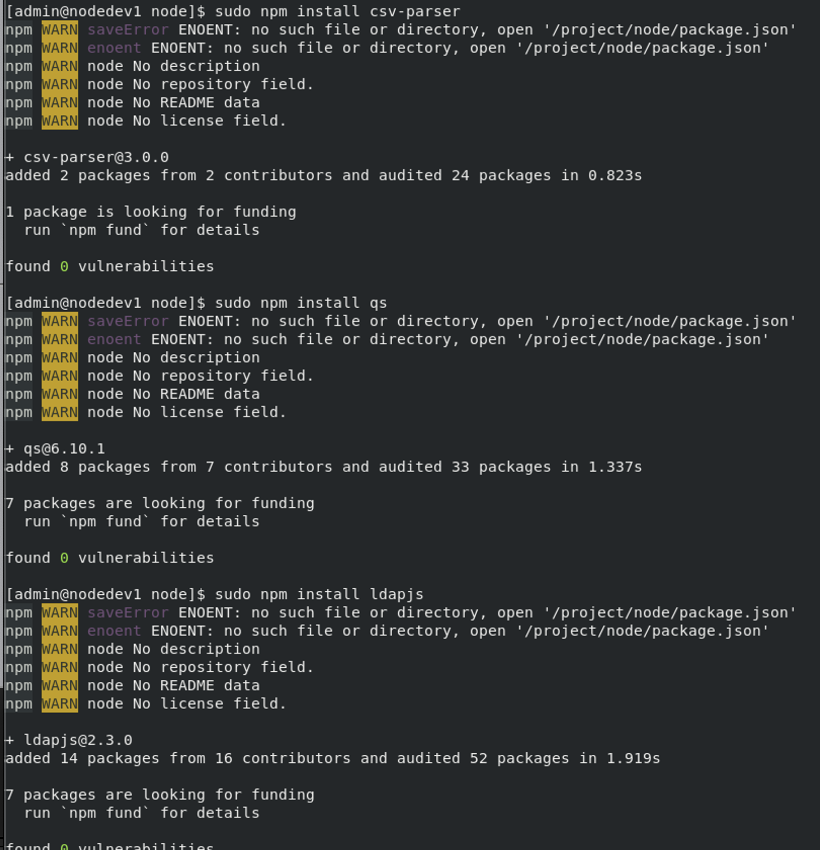 [admin@nodedev1 node]$ sudo npm install csv-parser
npm WARN saveError ENOENT: no such file or directory, open '/project/node/package.json'
npm WARN enoent ENOENT: no such file or directory, open '/project/node/package.json'
npm WARN node No description
npm WARN node No repository field.
npm WARN node No README data
npm WARN node No license field.
+ csv-parser@3.0.0
added 2 packages from 2 contributors and audited 24 packages in 0.823s
1 package is looking for funding
run `npm fund` for details
found 0 vulnerabilities
[admin@nodedev1 node]$ sudo npm install qs
npm WARN saveError ENOENT: no such file or directory, open '/project/node/package.json'
npm WARN enoent ENOENT: no such file or directory, open '/project/node/package.json'
npm WARN node No description
npm WARN node No repository field.
npm WARN node No README data
npm WARN node No license field.
+ qs@6.10.1
added 8 packages from 7 contributors and audited 33 packages in 1.337s
7 packages are looking for funding
run `npm fund` for details
found 0 vulnerabilities
[admin@nodedev1 node]$ sudo npm install ldapjs
npm WARN saveError ENOENT: no such file or directory, open '/project/node/package.json'
npm WARN enoent ENOENT: no such file or directory, open '/project/node/package.json'
npm WARN node No description
npm WARN node No repository field.
npm WARN node No README data
npm WARN node No license field.
+ ldapjs@2.3.0
added 14 packages from 16 contributors and audited 52 packages in 1.919s
7 packages are looking for funding
run `npm fund` for details
found 0 vulnerabilities